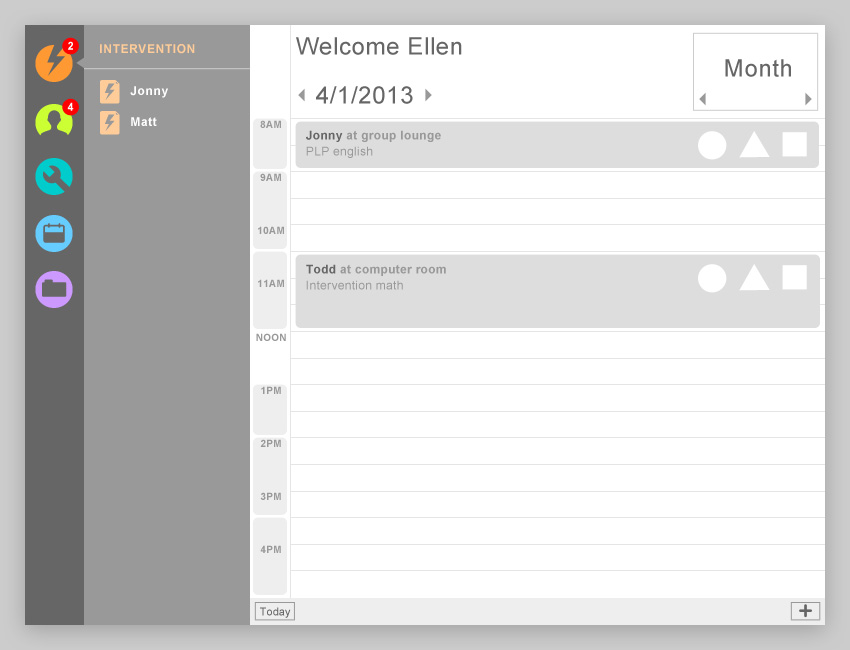 2
4
INTERVENTION
Jonny
Matt
Welcome Ellen
4/1/2013
Month
8AM
Jonny at group lounge
PLP english
9AM
10AM
Todd at computer room
Intervention math
11AM
NOON
1PM
2PM
3PM
4PM
Today
+